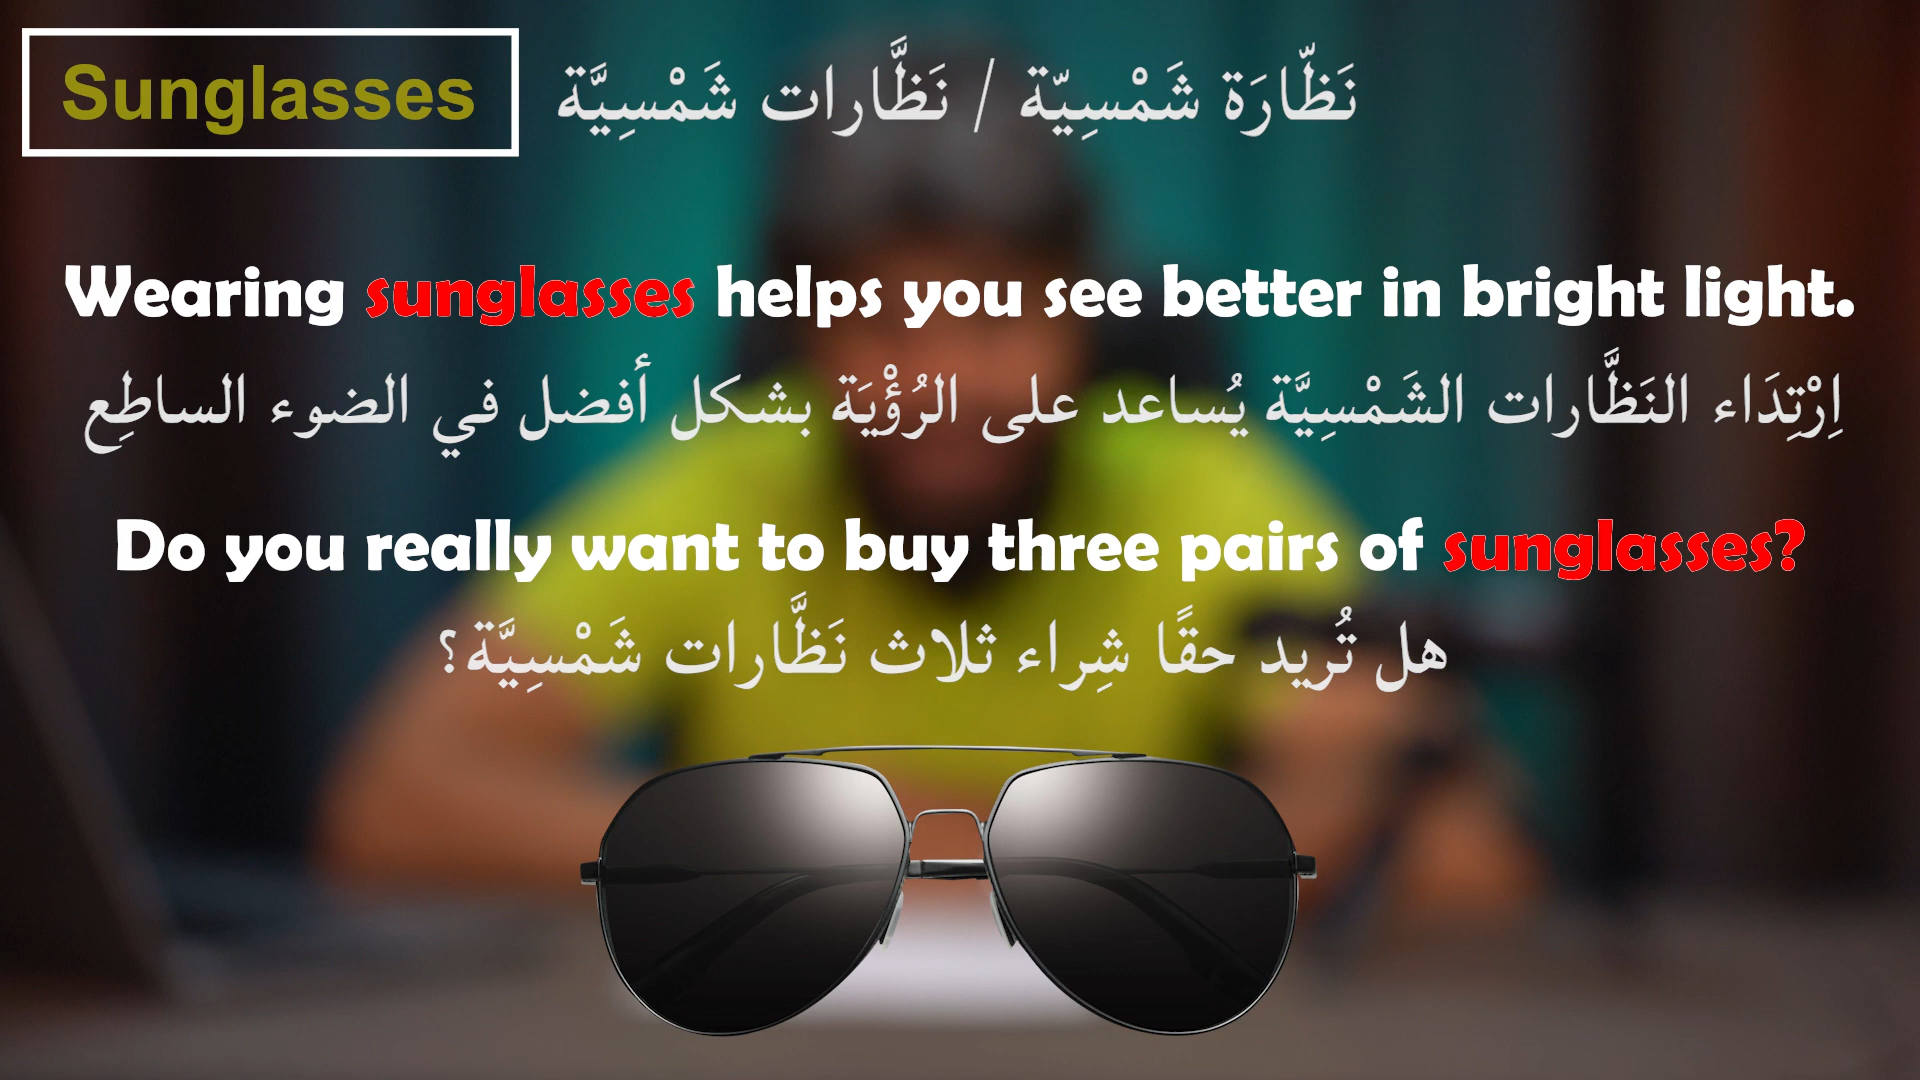 Sunglasses
نَظّارَة شَمْسِيّة / نَظَّارات شَمْسِيَّة
Wearing sunglasses helps you see better in bright light.
اِرْتِدَاء النَظَّارات الشَمْسِيَّة يُساعد على الرُؤْيَة بشكل أفضل في الضوء الساطِع
Do you really want to buy three pairs of sunglasses?
هل تُريد حقًا شِراء ثلاث نَظَّارات شَمْسِيَّة؟